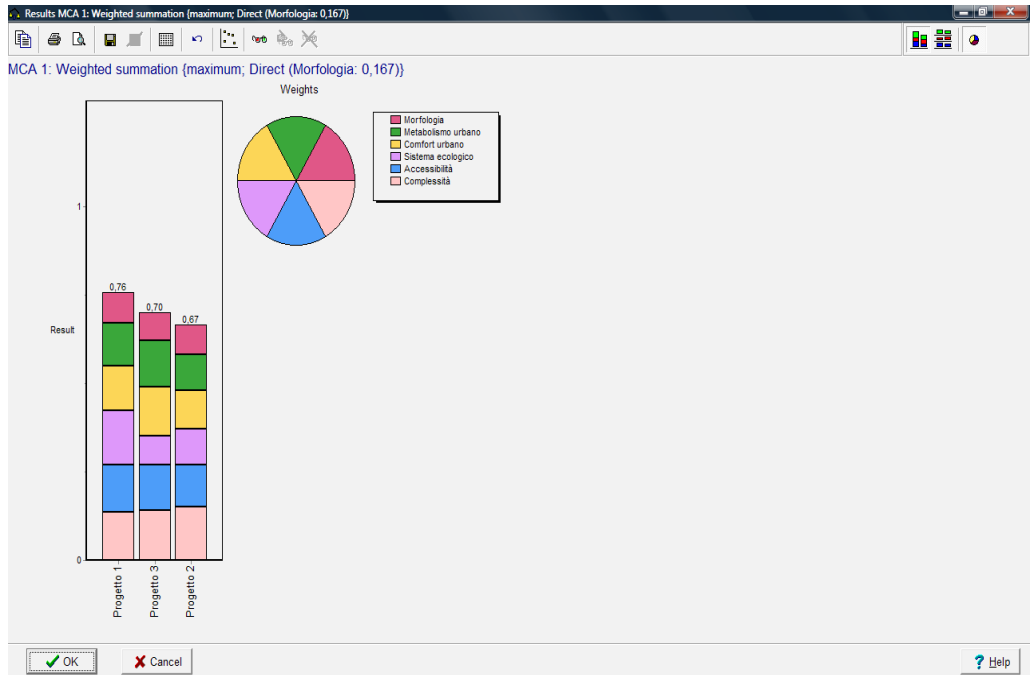 Results MCA 1: Weighted summation {maximum; Direct (Morfologia: 0,167)}
MCA 1: Weighted summation {maximum; Direct (Morfologia: 0,167)}
Weights
Morfologia
Metabolismo urbano
Comfort urbano
Sistema ecologico
Accessibilità
Complessità
1
0,76
0,70
0,67
Result
0
Progetto 1
Progetto 3
Progetto 2
OK
Cancel
? Help